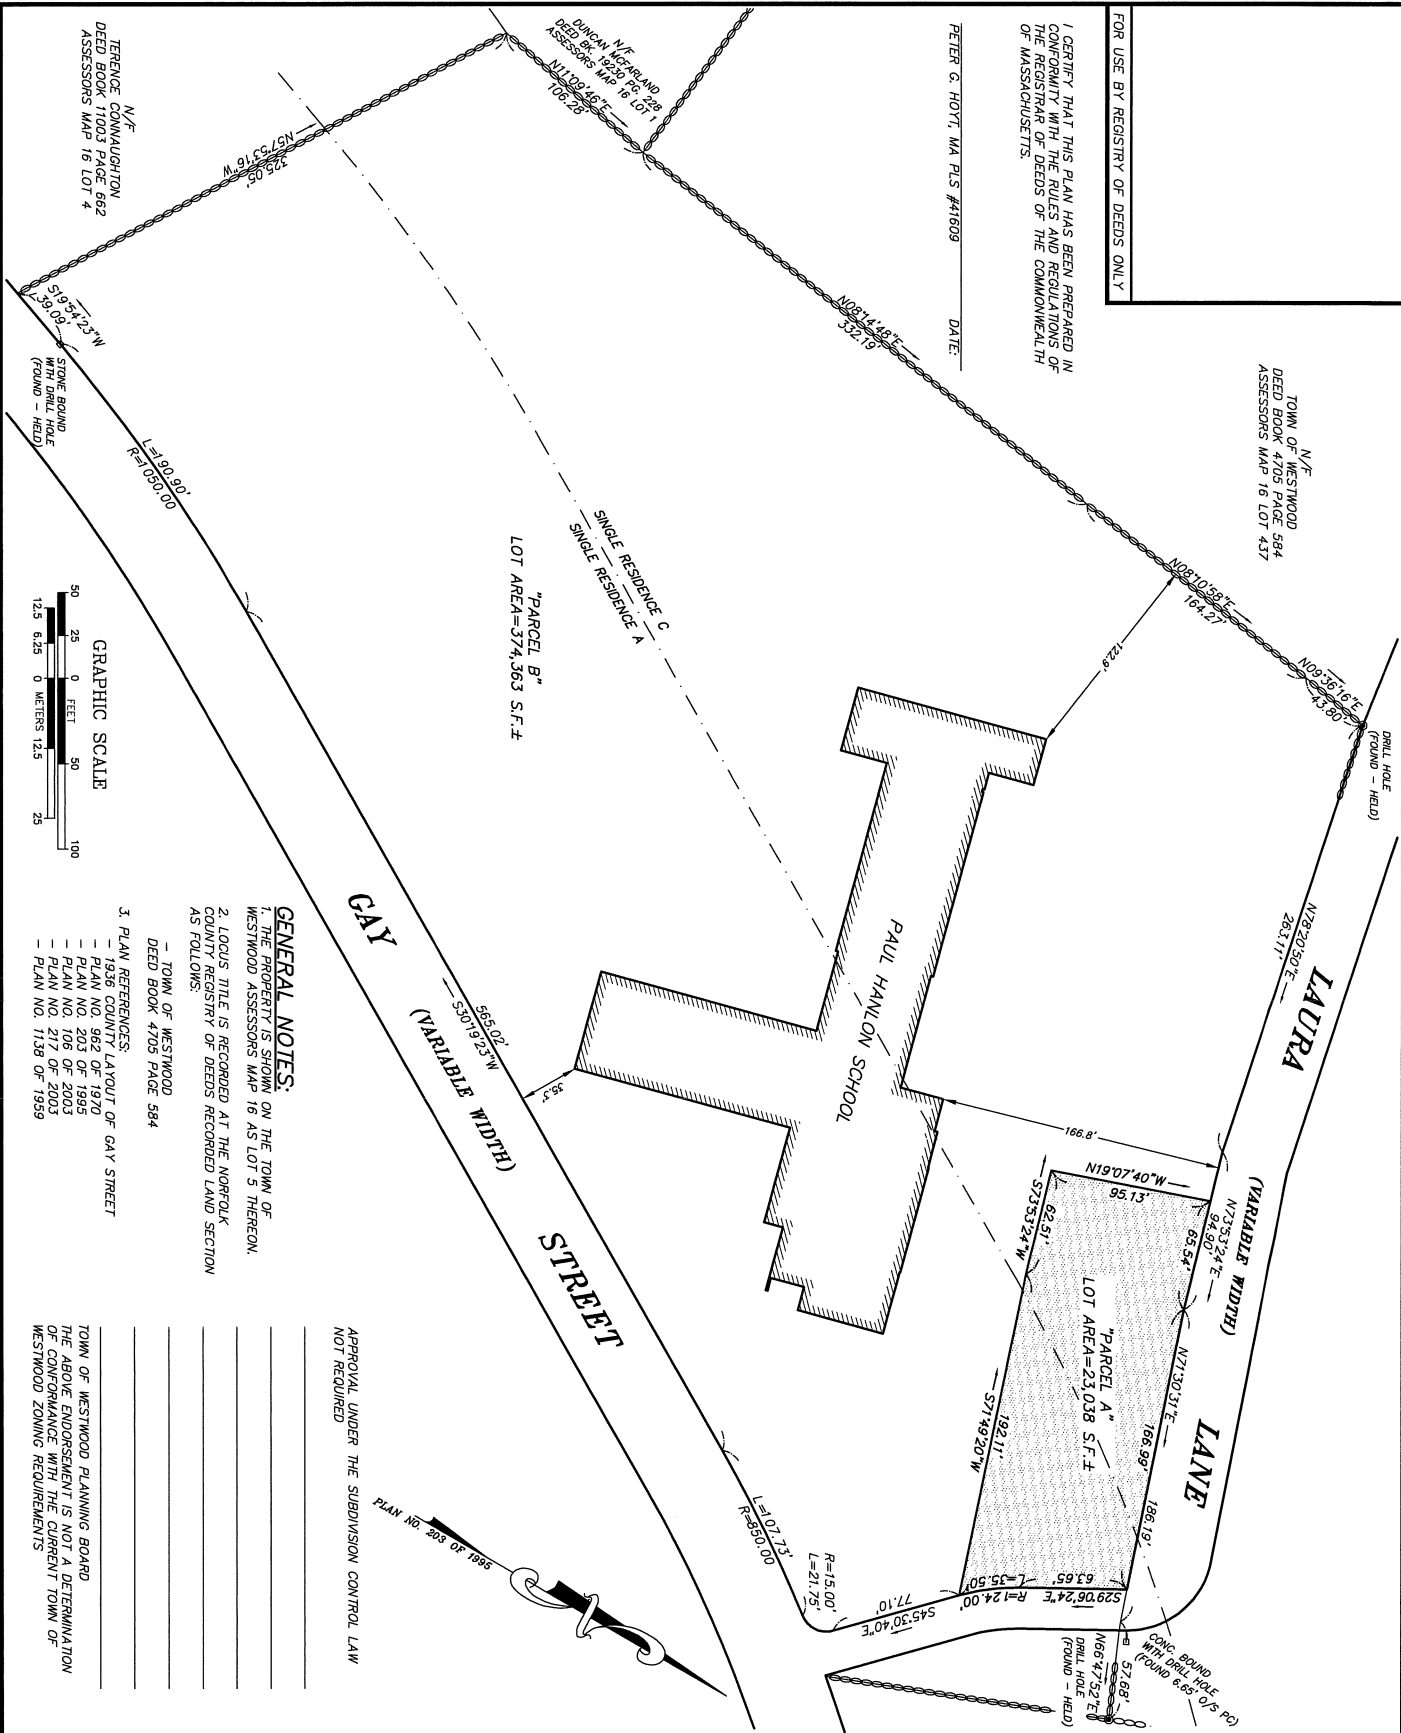 FOR USE BY REGISTRY OF DEEDS ONLY
I CERTIFY THAT THIS PLAN HAS BEEN PREPARED IN
CONFORMITY WITH THE RULES AND REGULATIONS OF
THE REGISTRAR OF DEEDS OF THE COMMONWEALTH
OF MASSACHUSETTS.
PETER G. HOYT, MA PLS #41609
DATE:
N/F
TOWN OF WESTWOOD
DEED BOOK 4705 PAGE 584
ASSESSORS MAP 16 LOT 437
N/F
DUNCAN MCFARLAND
DEED BK. 19230 PG. 228
ASSESSORS MAP 16 LOT 1
N11°09'46"E
106.28'
N/F
TERENCE CONNAUGHTON
DEED BOOK 11003 PAGE 662
ASSESSORS MAP 16 LOT 4
N57°53'16"W
325.05'
S19°54'23"W
39.09'
STONE BOUND
WITH DRILL HOLE
(FOUND - HELD)
L=190.90'
R=1050.00
N08°14'48"E
332.19'
N08°10'58"E
164.27'
N09°36'16"E
43.80'
DRILL HOLE
(FOUND - HELD)
122.9'
SINGLE RESIDENCE C
SINGLE RESIDENCE A
"PARCEL B"
LOT AREA=374,363 S.F.±
PAUL HANLON SCHOOL
N78°20'50"E
263.11'
LAURA
LANE
(VARIABLE WIDTH)
N73°53'24"E
94.90'
65.54'
N71°30'31"E
166.99'
186.19'
166.8'
N19°07'40"W
95.13'
62.51'
S73°53'24"W
"PARCEL A"
LOT AREA=23,038 S.F.±
192.11'
S71°49'20"W
S29°06'24"E
63.65'
R=124.00'
L=35.50'
CONC. BOUND
WITH DRILL HOLE
(FOUND 6.65' O/S PC)
57.68'
N66°47'52"E
DRILL HOLE
(FOUND - HELD)
S45°30'40"E
77.10'
R=15.00'
L=21.75'
L=107.73'
R=850.00
35.3'
565.02'
S30°19'23"W
GAY
STREET
(VARIABLE WIDTH)
GRAPHIC SCALE
50 25 0 50 100
FEET
12.5 6.25 0 12.5 25
METERS
GENERAL NOTES:
1. THE PROPERTY IS SHOWN ON THE TOWN OF
WESTWOOD ASSESSORS MAP 16 AS LOT 5 THEREON.
2. LOCUS TITLE IS RECORDED AT THE NORFOLK
COUNTY REGISTRY OF DEEDS RECORDED LAND SECTION
AS FOLLOWS:
- TOWN OF WESTWOOD
DEED BOOK 4705 PAGE 584
3. PLAN REFERENCES:
- 1936 COUNTY LAYOUT OF GAY STREET
- PLAN NO. 962 OF 1970
- PLAN NO. 203 OF 1995
- PLAN NO. 106 OF 2003
- PLAN NO. 217 OF 2003
- PLAN NO. 1138 OF 1959
PLAN NO. 203 OF 1995
APPROVAL UNDER THE SUBDIVISION CONTROL LAW
NOT REQUIRED
TOWN OF WESTWOOD PLANNING BOARD
THE ABOVE ENDORSEMENT IS NOT A DETERMINATION
OF CONFORMANCE WITH THE CURRENT TOWN OF
WESTWOOD ZONING REQUIREMENTS